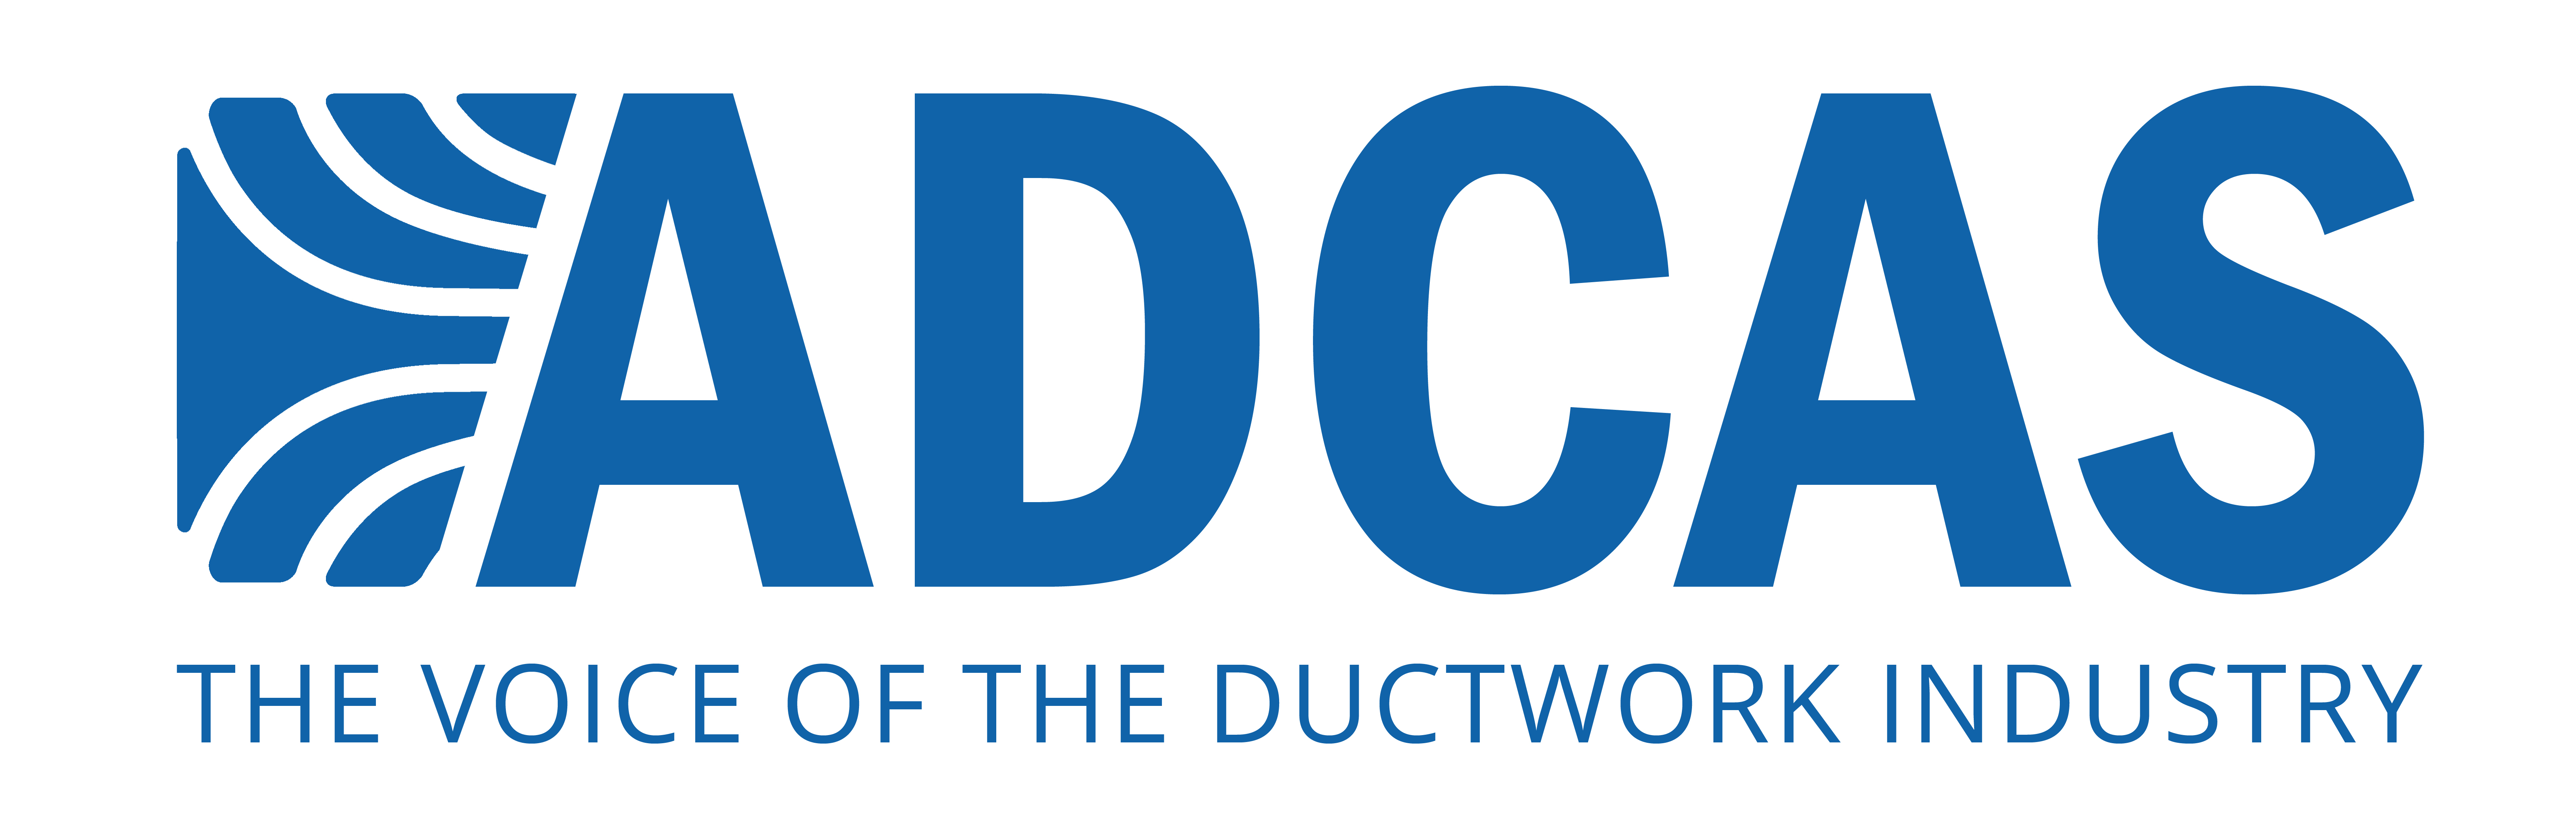 ADCAS
THE VOICE OF THE DUCTWORK INDUSTRY